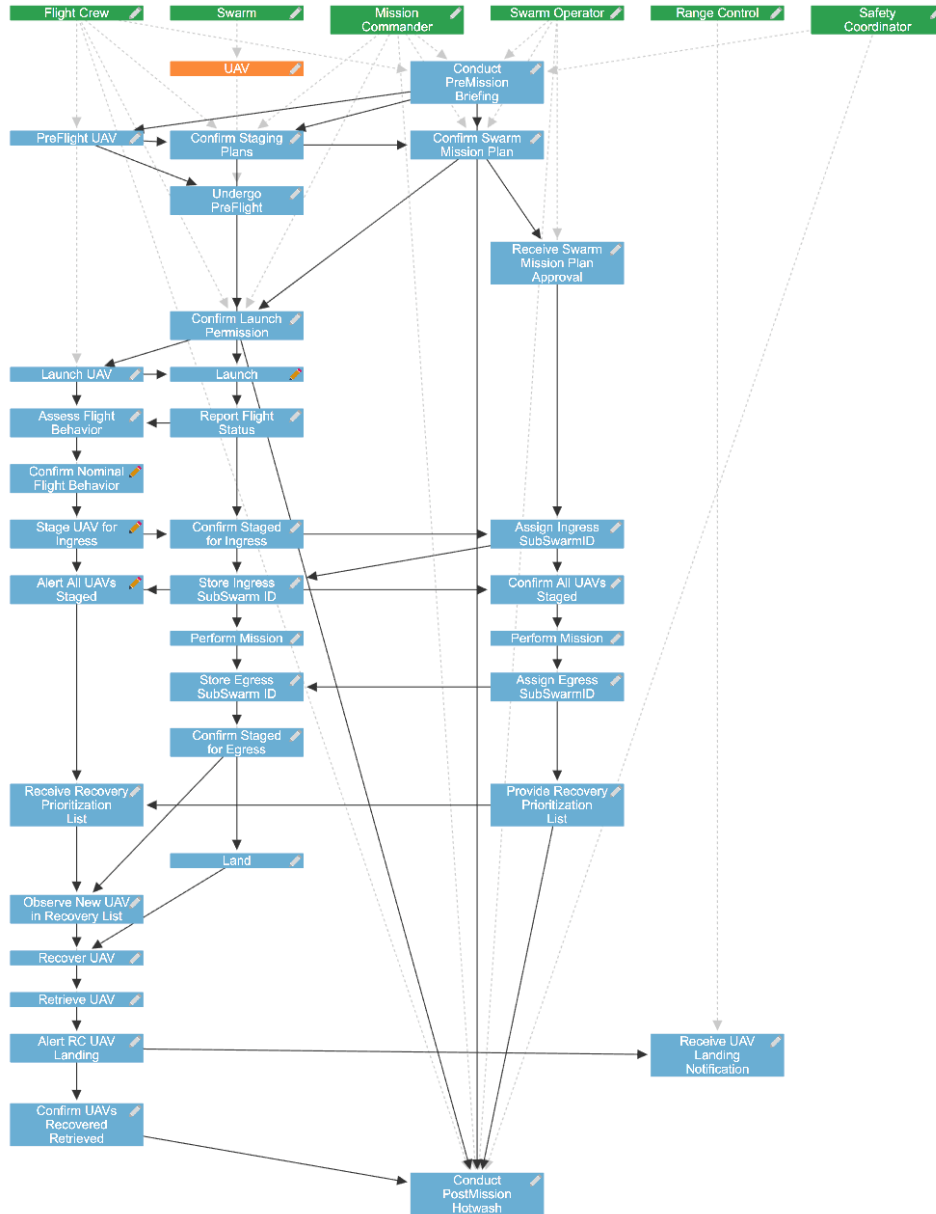 Flight Crew
Swarm
Mission
Commander
Swarm Operator
Range Control
Safety
Coordinator
UAV
Conduct
PreMission
Briefing
PreFlight UAV
Confirm Staging
Plans
Confirm Swarm
Mission Plan
Undergo
PreFlight
Receive Swarm
Mission Plan
Approval
Confirm Launch
Permission
Launch UAV
Launch
Assess Flight
Behavior
Report Flight
Status
Confirm Nominal
Flight Behavior
Stage UAV for
Ingress
Confirm Staged
for Ingress
Assign Ingress
SubSwarmID
Alert All UAVs
Staged
Store Ingress
SubSwarm ID
Confirm All UAVs
Staged
Perform Mission
Perform Mission
Store Egress
SubSwarm ID
Assign Egress
SubSwarmID
Confirm Staged
for Egress
Receive Recovery
Prioritization
List
Provide Recovery
Prioritization
List
Land
Observe New UAV
in Recovery List
Recover UAV
Retrieve UAV
Alert RC UAV
Landing
Receive UAV
Landing
Notification
Confirm UAVs
Recovered
Retrieved
Conduct
PostMission
Hotwash